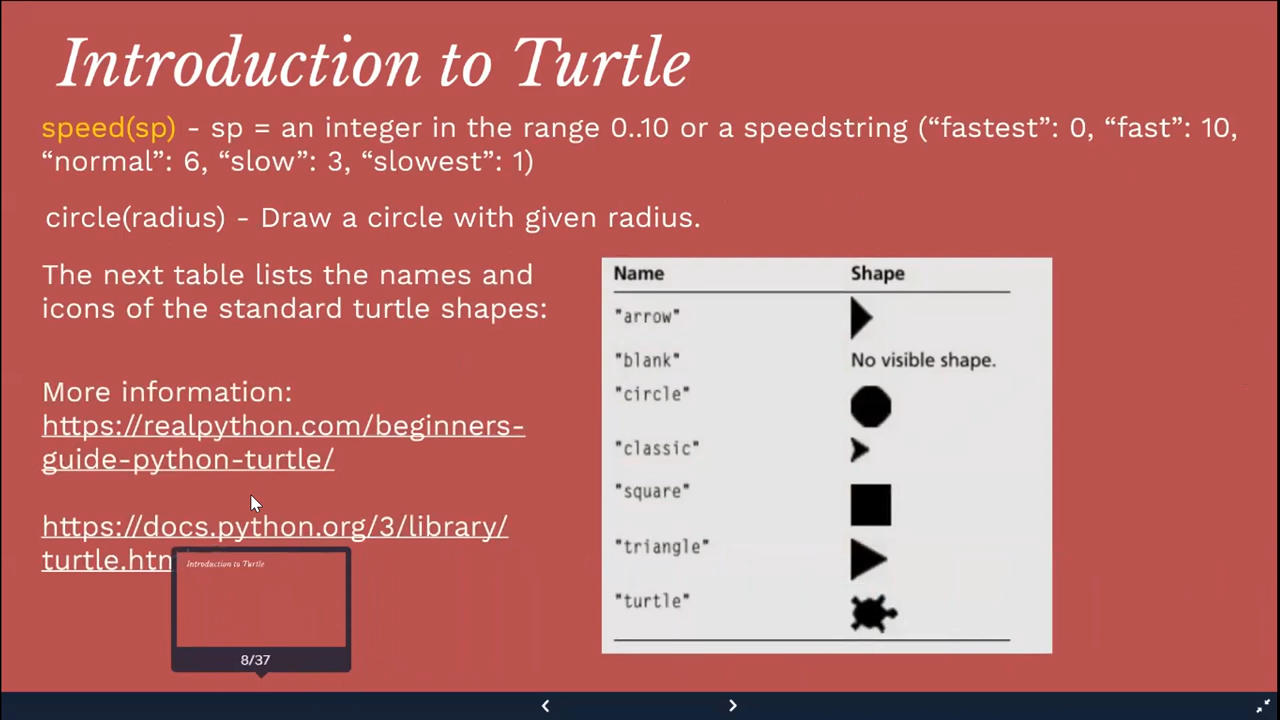 Introduction to Turtle
speed(sp) - sp = an integer in the range 0..10 or a speedstring (“fastest”: 0, “fast”: 10,
“normal”: 6, “slow”: 3, “slowest”: 1)
circle(radius) - Draw a circle with given radius.
The next table lists the names and
icons of the standard turtle shapes:
More information:
https://realpython.com/beginners-
guide-python-turtle/
https://docs.python.org/3/library/
Name Shape
"arrow"
"blank" No visible shape.
"circle"
"classic"
"square"
"triangle"
"turtle"
Introduction to Turtle
8/37